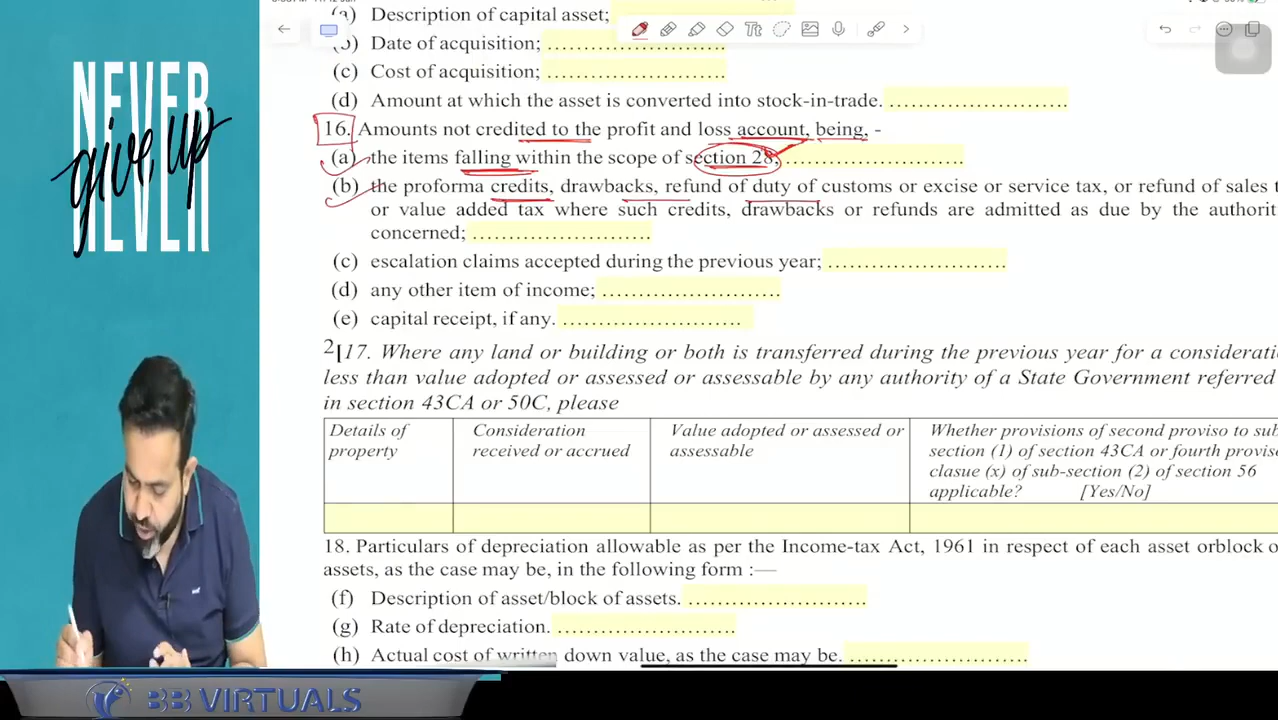 (a) Description of capital asset; 
(b) Date of acquisition; ..........................
(c) Cost of acquisition; ..........................
(d) Amount at which the asset is converted into stock-in-trade. ..........................
16. Amounts not credited to the profit and loss account, being, -
(a) the items falling within the scope of section 28; ..........................
(b) the proforma credits, drawbacks, refund of duty of customs or excise or service tax, or refund of sales
or value added tax where such credits, drawbacks or refunds are admitted as due by the
concerned; ..........................
(c) escalation claims accepted during the previous year; ..........................
(d) any other item of income; ..........................
(e) capital receipt, if any. ..........................
2[17. Where any land or building or both is transferred during the previous year for a
less than value adopted or assessed or assessable by any authority of a State Government referred
in section 43CA or 50C, please
Details of property
Consideration received or accrued
Value adopted or assessed or assessable
Whether provisions of second proviso to
section (1) of section 43CA or fourth
clasue (x) of sub-section (2) of section 56
applicable? [Yes/No]
18. Particulars of depreciation allowable as per the Income-tax Act, 1961 in respect of each asset orblock
assets, as the case may be, in the following form :—
(f) Description of asset/block of assets. ..........................
(g) Rate of depreciation. ..........................
(h) Actual cost of written down value, as the case may be. ..........................
NEVER
give up
NEVER
BB VIRTUALS
Tt